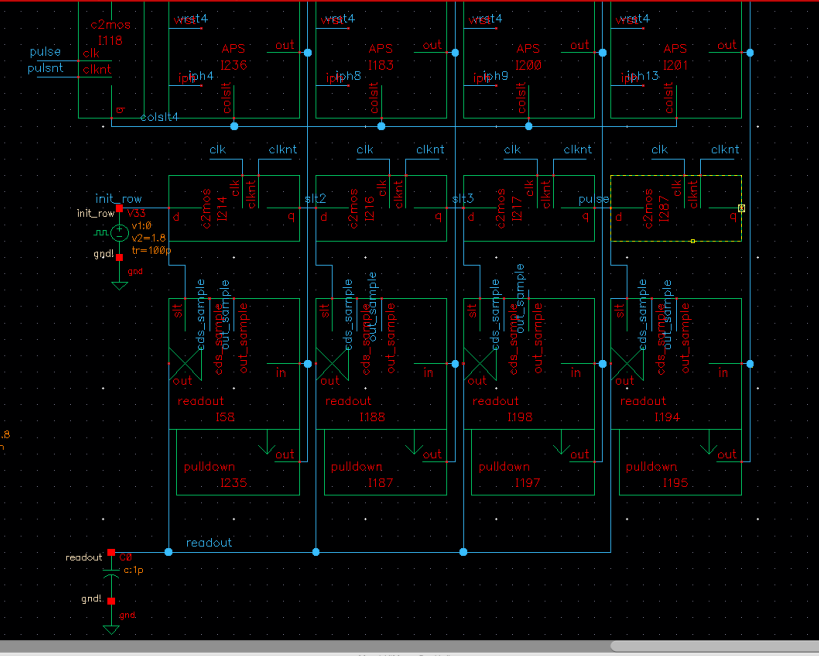 vrst4 vrst4 vrst4 vrst4
c2mos
I118
pulse clk
pulsnt clknt
q
APS out APS out APS out APS out
I236 I183 I200 I201
iph4 iph8 iph9 iph13
colslt colslt colslt colslt
colslt4
clk clknt clk clknt clk clknt clk clknt
clk clknt clk clknt clk clknt clk clknt
init_row slt2 slt3 pulse
init_row V33
d c2mos I214 q d c2mos I216 q d c2mos I217 q d c2mos I287 q
v1:0
v2=1.8
tr=100p
gnd!
gnd
slt cds_sample out_sample slt cds_sample out_sample slt cds_sample out_sample slt cds_sample out_sample
cds_sample out_sample cds_sample out_sample cds_sample out_sample cds_sample out_sample
in in in in
out out out out
readout readout readout readout
I58 I188 I198 I194
.8
out out out out
pulldown pulldown pulldown pulldown
I235 I187 I197 I195
readout
readout C0
c:1p
gnd!
gnd